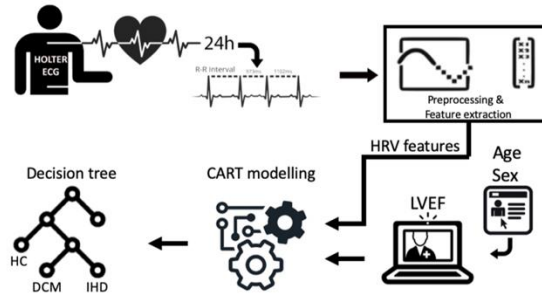 HOLTER
ECG
24h
R-R Interval
Preprocessing &
Feature extraction
HRV features
Age
Sex
Decision tree
CART modelling
LVEF
HC
DCM
IHD